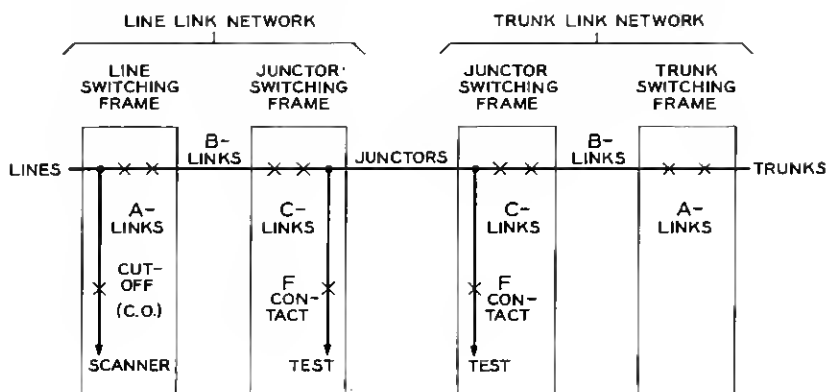 LINE LINK NETWORK
TRUNK LINK NETWORK
LINE
SWITCHING
FRAME
JUNCTOR
SWITCHING
FRAME
JUNCTOR
SWITCHING
FRAME
TRUNK
SWITCHING
FRAME
LINES
B-
LINKS
JUNCTORS
B-
LINKS
TRUNKS
A-
LINKS
C-
LINKS
C-
LINKS
A-
LINKS
CUT-
OFF
(C.O.)
F
CON-
TACT
F
CON-
TACT
SCANNER
TEST
TEST